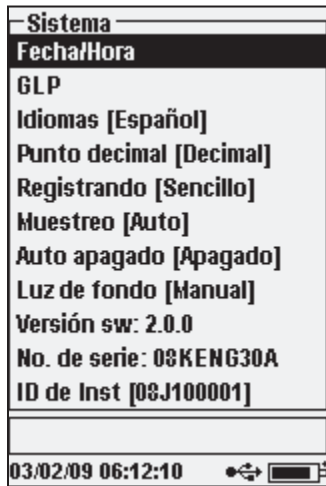 Sistema
Fecha/Hora
GLP
Idiomas [Español]
Punto decimal [Decimal]
Registrando [Sencillo]
Muestreo [Auto]
Auto apagado [Apagado]
Luz de fondo [Manual]
Versión sw: 2.0.0
No. de serie: 08KENG30A
ID de Inst [08J100001]
03/02/09 06:12:10